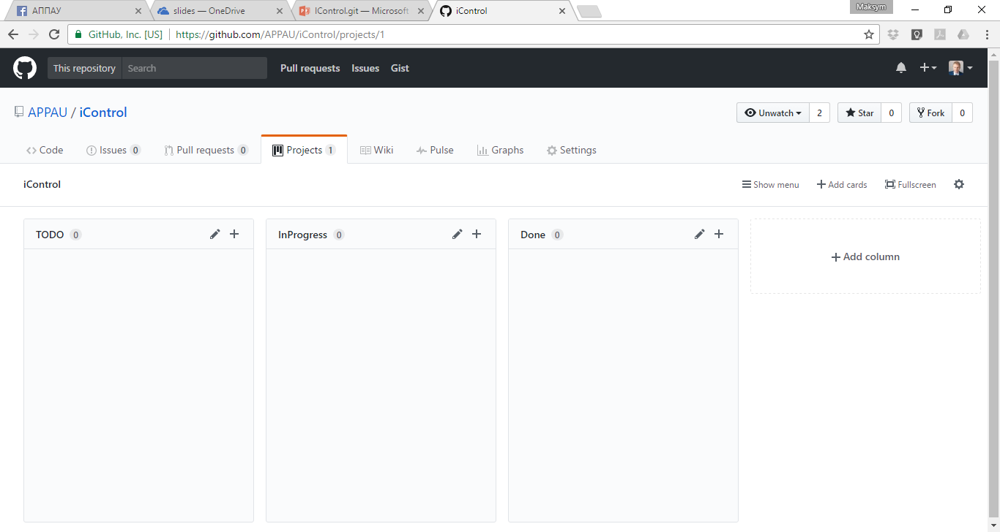 АППАУ
slides — OneDrive
IControl.git — Microsoft
iControl
Maksym
GitHub, Inc. [US] https://github.com/APPAU/iControl/projects/1
This repository Search Pull requests Issues Gist
APPAU / iControl
Unwatch 2 Star 0 Fork 0
Code Issues 0 Pull requests 0 Projects 1 Wiki Pulse Graphs Settings
iControl Show menu Add cards Fullscreen
TODO 0 InProgress 0 Done 0
Add column